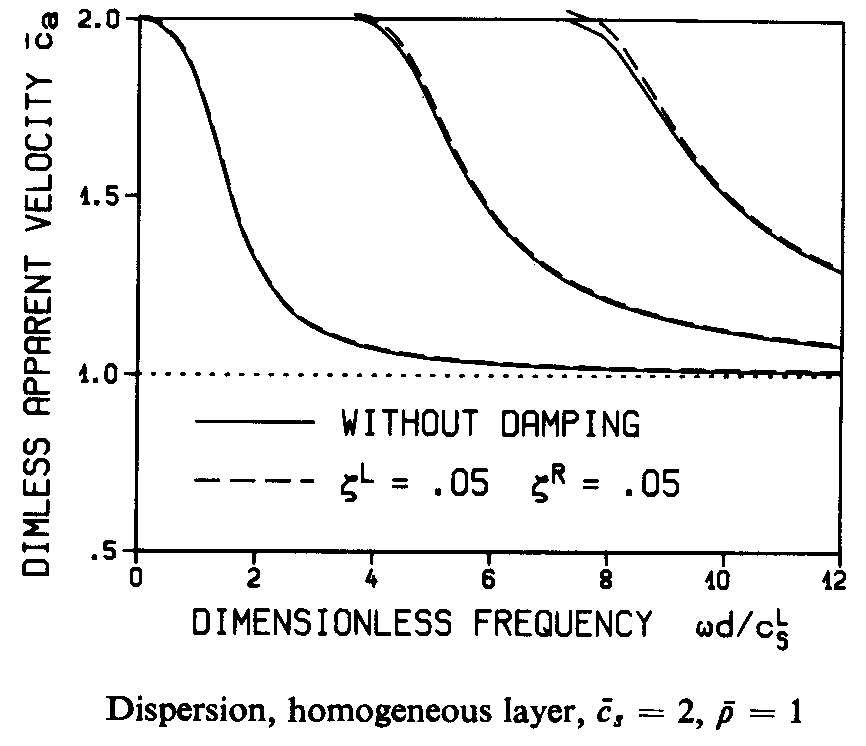 DIMLESS APPARENT VELOCITY c̄a
2.0
1.5
1.0
.5
WITHOUT DAMPING
ζᴸ = .05 ζᴿ = .05
0 2 4 6 8 10 12
DIMENSIONLESS FREQUENCY ωd/cₛᴸ
Dispersion, homogeneous layer, c̄ₛ = 2, ρ̄ = 1